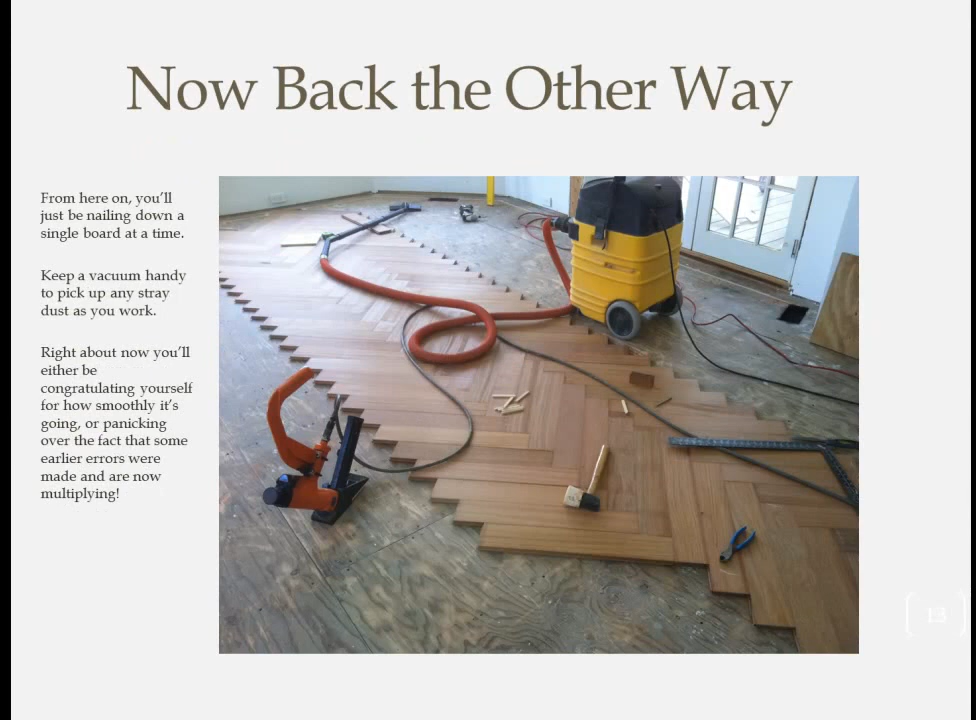 Now Back the Other Way
From here on, you'll
just be nailing down a
single board at a time.
Keep a vacuum handy
to pick up any stray
dust as you work.
Right about now you'll
either be
congratulating yourself
for how smoothly it's
going, or panicking
over the fact that some
earlier errors were
made and are now
multiplying!
13